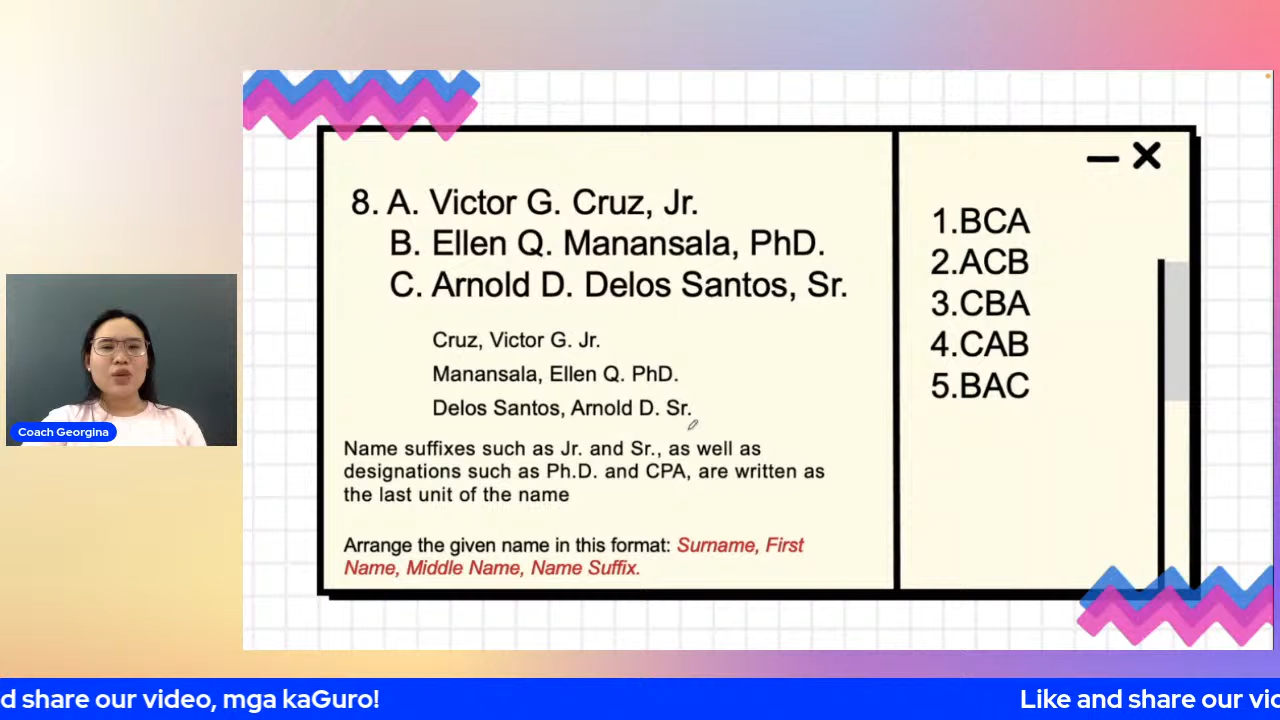 8. A. Victor G. Cruz, Jr.
B. Ellen Q. Manansala, PhD.
C. Arnold D. Delos Santos, Sr.
Cruz, Victor G. Jr.
Manansala, Ellen Q. PhD.
Delos Santos, Arnold D. Sr.
Name suffixes such as Jr. and Sr., as well as
designations such as Ph.D. and CPA, are written as
the last unit of the name
Arrange the given name in this format: Surname, First
Name, Middle Name, Name Suffix.
1.BCA
2.ACB
3.CBA
4.CAB
5.BAC
Coach Georgina
d share our video, mga kaGuro!
Like and share our vid